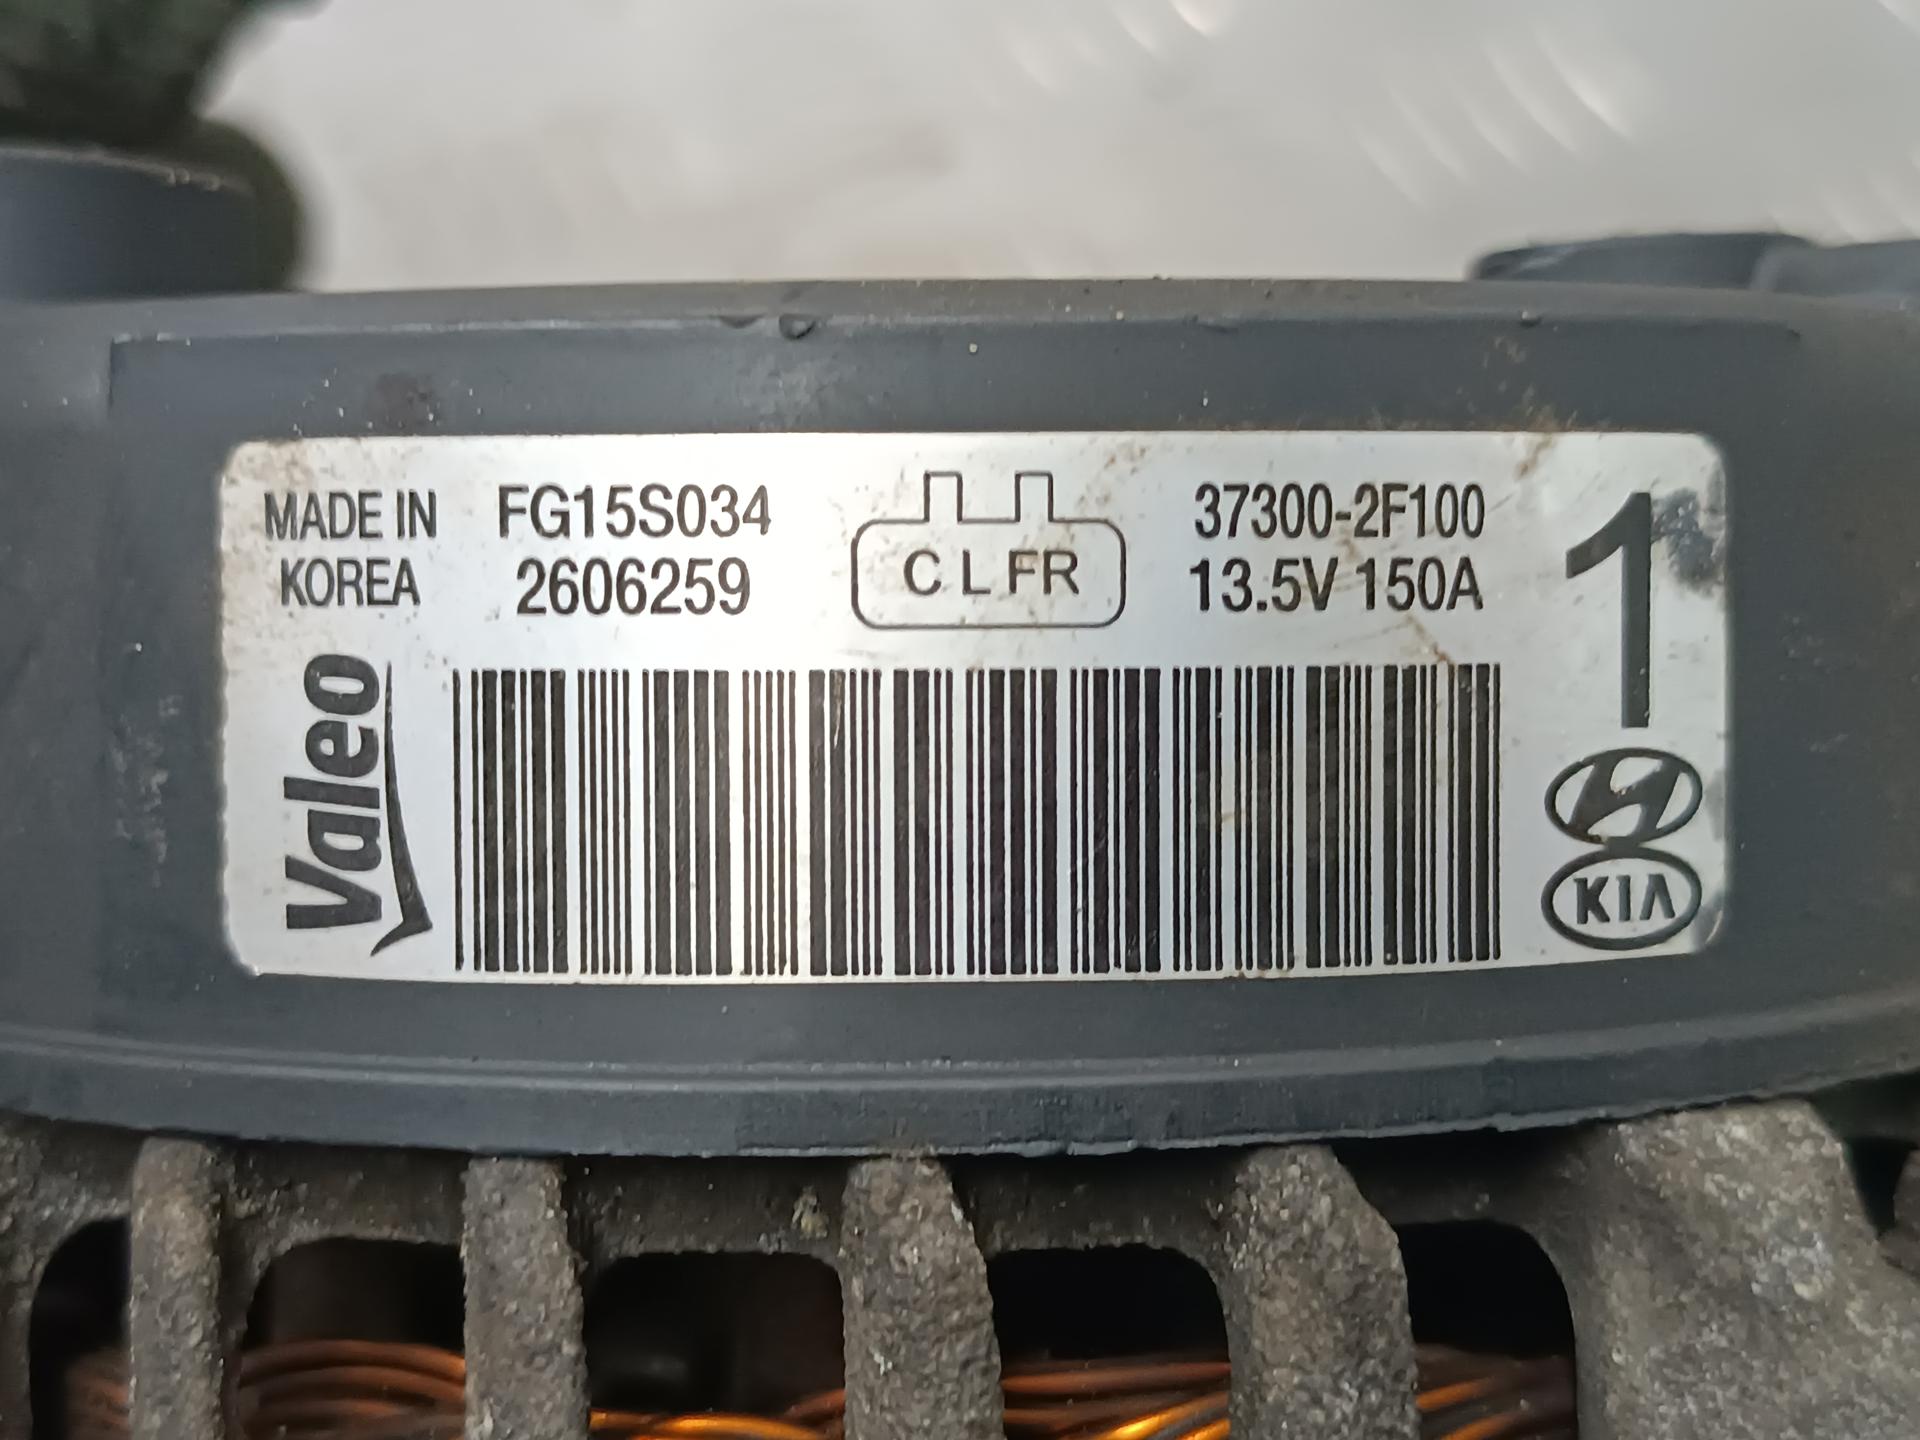 MADE IN FG15S034 37300-2F100
KOREA 2606259 C L FR 13.5V 150A
1
Valeo
KIA